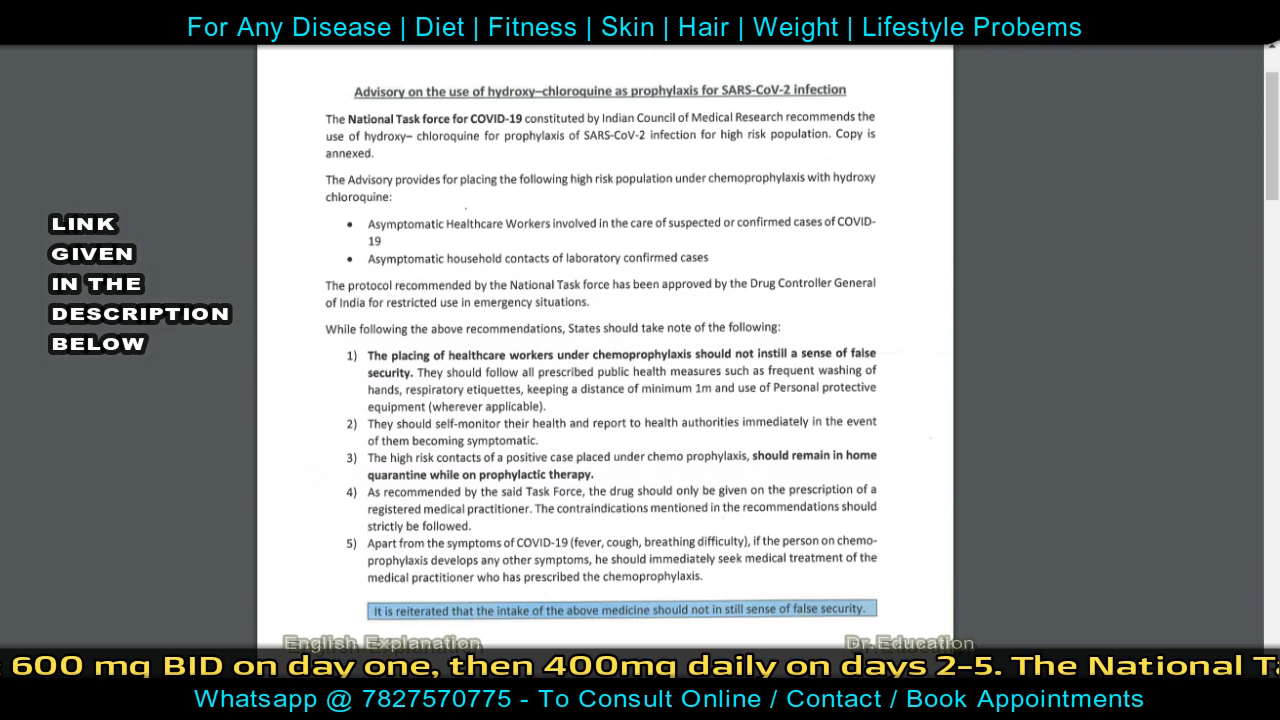 For Any Disease | Diet | Fitness | Skin | Hair | Weight | Lifestyle Probems
Advisory on the use of hydroxy–chloroquine as prophylaxis for SARS-CoV-2 infection
The National Task force for COVID-19 constituted by Indian Council of Medical Research recommends the
use of hydroxy– chloroquine for prophylaxis of SARS-CoV-2 infection for high risk population. Copy is
annexed.
The Advisory provides for placing the following high risk population under chemoprophylaxis with hydroxy
chloroquine:
• Asymptomatic Healthcare Workers involved in the care of suspected or confirmed cases of COVID-
19
• Asymptomatic household contacts of laboratory confirmed cases
The protocol recommended by the National Task force has been approved by the Drug Controller General
of India for restricted use in emergency situations.
While following the above recommendations, States should take note of the following:
1) The placing of healthcare workers under chemoprophylaxis should not instill a sense of false
security. They should follow all prescribed public health measures such as frequent washing of
hands, respiratory etiquettes, keeping a distance of minimum 1m and use of Personal protective
equipment (wherever applicable).
2) They should self-monitor their health and report to health authorities immediately in the event
of them becoming symptomatic.
3) The high risk contacts of a positive case placed under chemo prophylaxis, should remain in home
quarantine while on prophylactic therapy.
4) As recommended by the said Task Force, the drug should only be given on the prescription of a
registered medical practitioner. The contraindications mentioned in the recommendations should
strictly be followed.
5) Apart from the symptoms of COVID-19 (fever, cough, breathing difficulty), if the person on chemo-
prophylaxis develops any other symptoms, he should immediately seek medical treatment of the
medical practitioner who has prescribed the chemoprophylaxis.
It is reiterated that the intake of the above medicine should not in still sense of false security.
LINK
GIVEN
IN THE
DESCRIPTION
BELOW
English Explanation
Dr.Education
: 600 mg BID on day one, then 400mg daily on days 2-5. The National Ta
Whatsapp @ 7827570775 - To Consult Online / Contact / Book Appointments